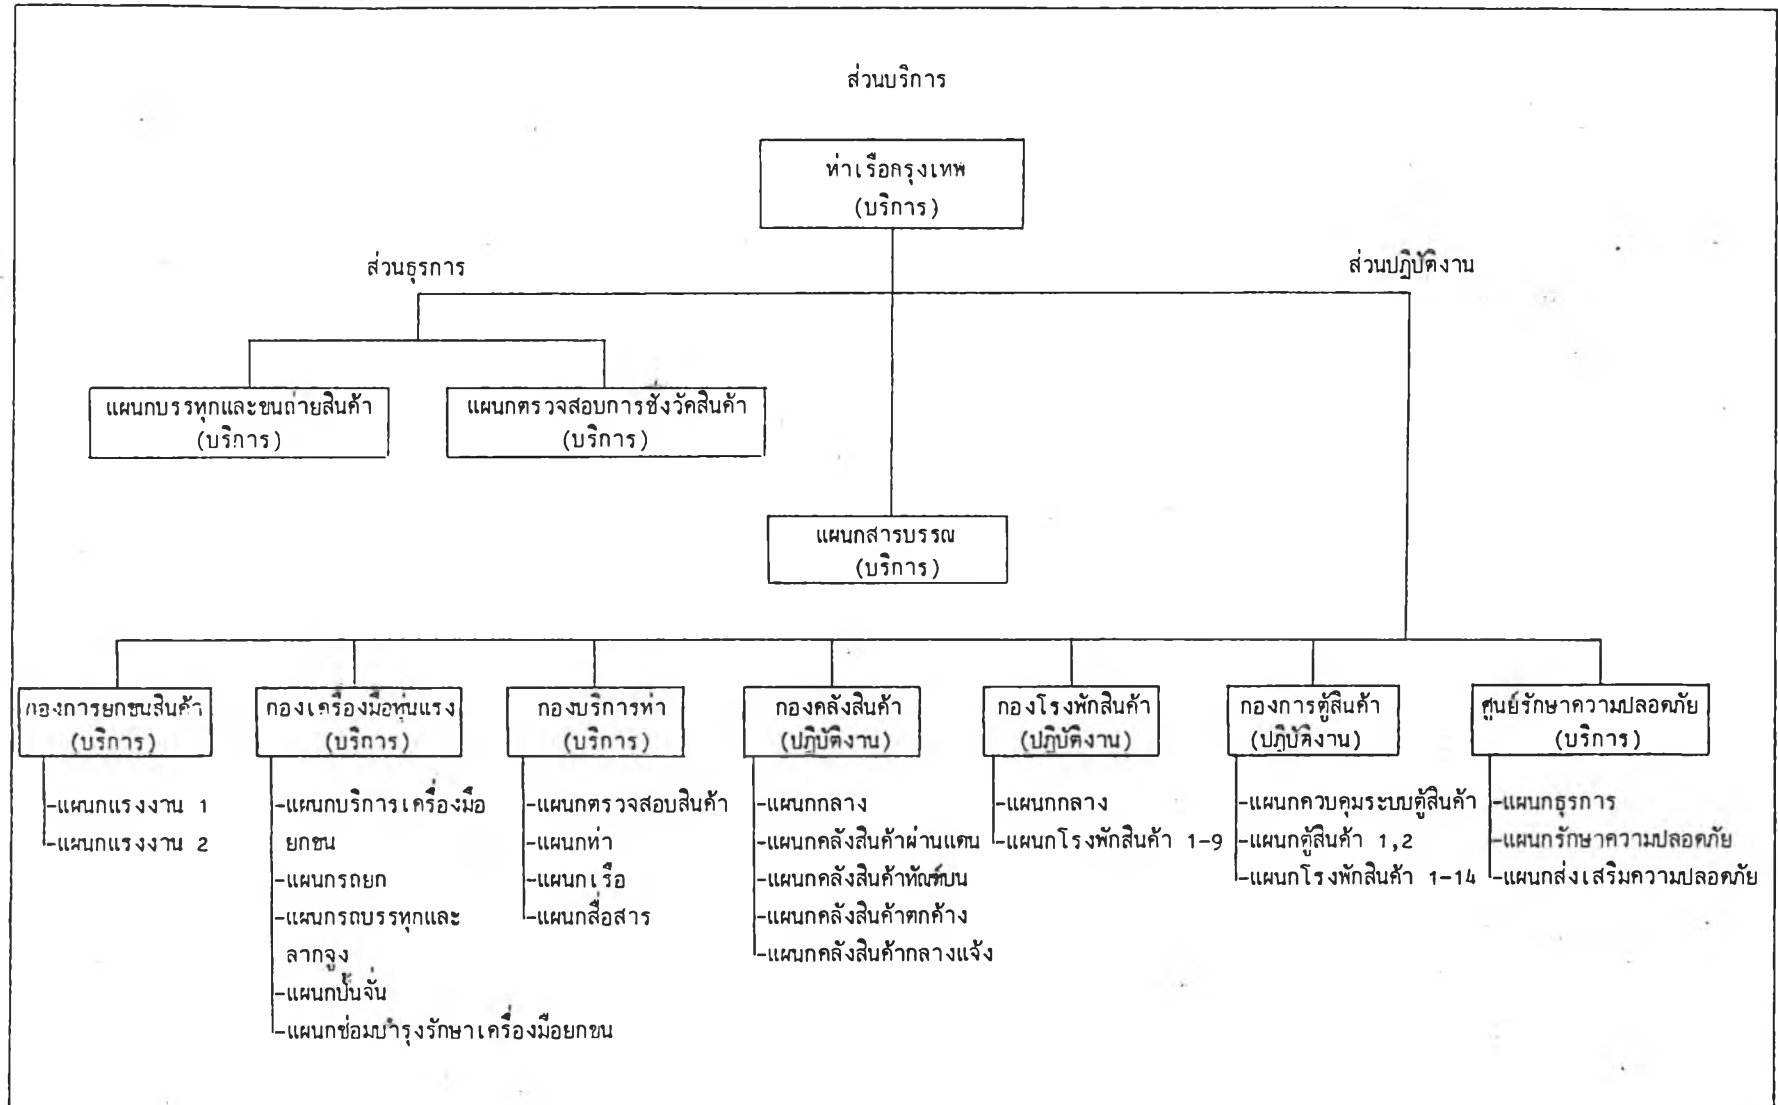 ส่วนบริการ
ท่าเรือกรุงเทพ
(บริการ)
ส่วนธุรการ
ส่วนปฏิบัติงาน
แผนกบรรทุกและขนถ่ายสินค้า
(บริการ)
แผนกตรวจสอบการชั่งวัดสินค้า
(บริการ)
แผนกสารบรรณ
(บริการ)
กองการยกขนสินค้า
(บริการ)
-แผนกแรงงาน 1
-แผนกแรงงาน 2
กองเครื่องมือทุ่นแรง
(บริการ)
-แผนกบริการเครื่องมือ
ยกขน
-แผนกรถยก
-แผนกรถบรรทุกและ
ลากจูง
-แผนกปั้นจั่น
-แผนกซ่อมบำรุงรักษาเครื่องมือยกขน
กองบริการท่า
(บริการ)
-แผนกตรวจสอบสินค้า
-แผนกท่า
-แผนกเรือ
-แผนกสื่อสาร
กองคลังสินค้า
(ปฏิบัติงาน)
-แผนกกลาง
-แผนกคลังสินค้าผ่านแดน
-แผนกคลังสินค้าทัณฑ์บน
-แผนกคลังสินค้าตกค้าง
-แผนกคลังสินค้ากลางแจ้ง
กองโรงพักสินค้า
(ปฏิบัติงาน)
-แผนกกลาง
-แผนกโรงพักสินค้า 1-9
กองการตู้สินค้า
(ปฏิบัติงาน)
-แผนกควบคุมระบบตู้สินค้า
-แผนกตู้สินค้า 1,2
-แผนกโรงพักสินค้า 1-14
ศูนย์รักษาความปลอดภัย
(บริการ)
-แผนกธุรการ
-แผนกรักษาความปลอดภัย
-แผนกส่งเสริมความปลอดภัย